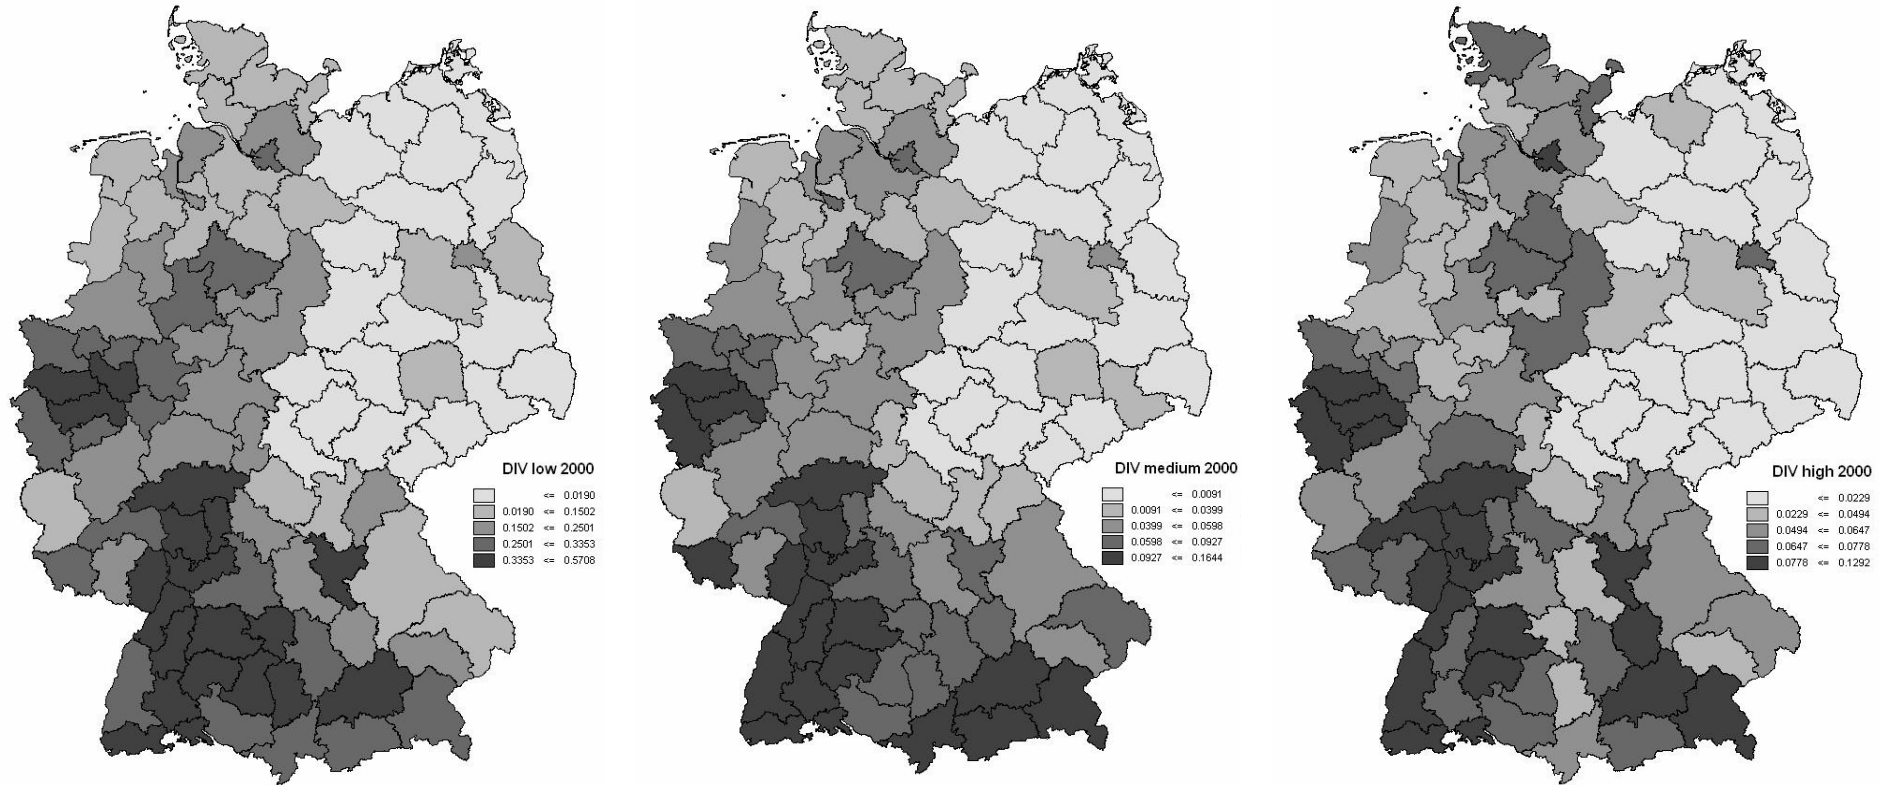 DIV low 2000
<= 0.0190
0.0190 <= 0.1502
0.1502 <= 0.2501
0.2501 <= 0.3353
0.3353 <= 0.5708
DIV medium 2000
<= 0.0091
0.0091 <= 0.0399
0.0399 <= 0.0598
0.0598 <= 0.0927
0.0927 <= 0.1644
DIV high 2000
<= 0.0229
0.0229 <= 0.0494
0.0494 <= 0.0647
0.0647 <= 0.0778
0.0778 <= 0.1292